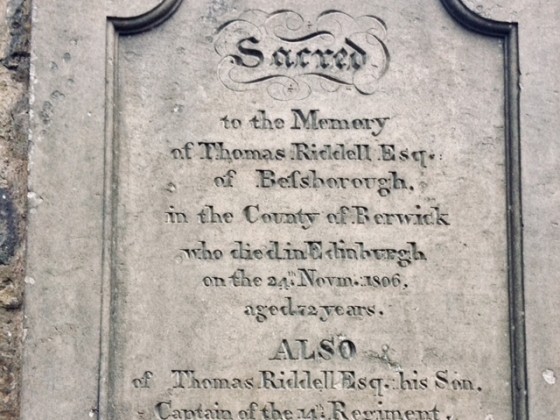 Sacred
to the Memory
of Thomas Riddell Esq.
of Beſsborough,
in the County of Berwick
who died in Edinburgh
on the 24th Novm. 1806,
aged 72 years.
ALSO
of Thomas Riddell Esq. his Son,
Captain of the 14th Regiment,